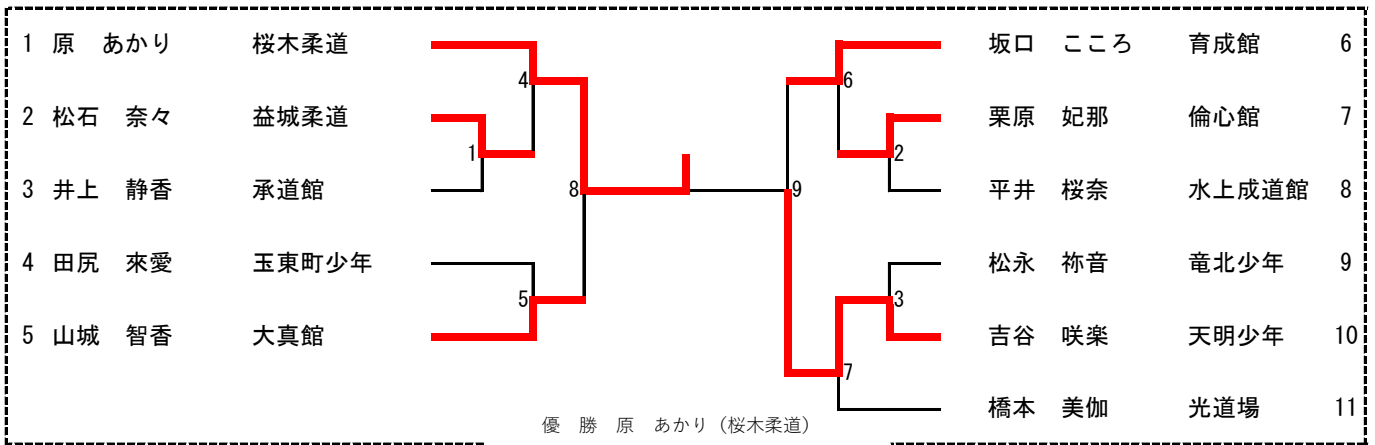 1 原　あかり 桜木柔道 坂口　こころ 育成館 6
4 6
2 松石　奈々 益城柔道 栗原　妃那 倫心館 7
1 2
3 井上　静香 承道館 8 9 平井　桜奈 水上成道館 8
4 田尻　來愛 玉東町少年 松永　祢音 竜北少年 9
5 3
5 山城　智香 大真館 吉谷　咲楽 天明少年 10
7
橋本　美伽 光道場 11
優　勝　原　あかり（桜木柔道）